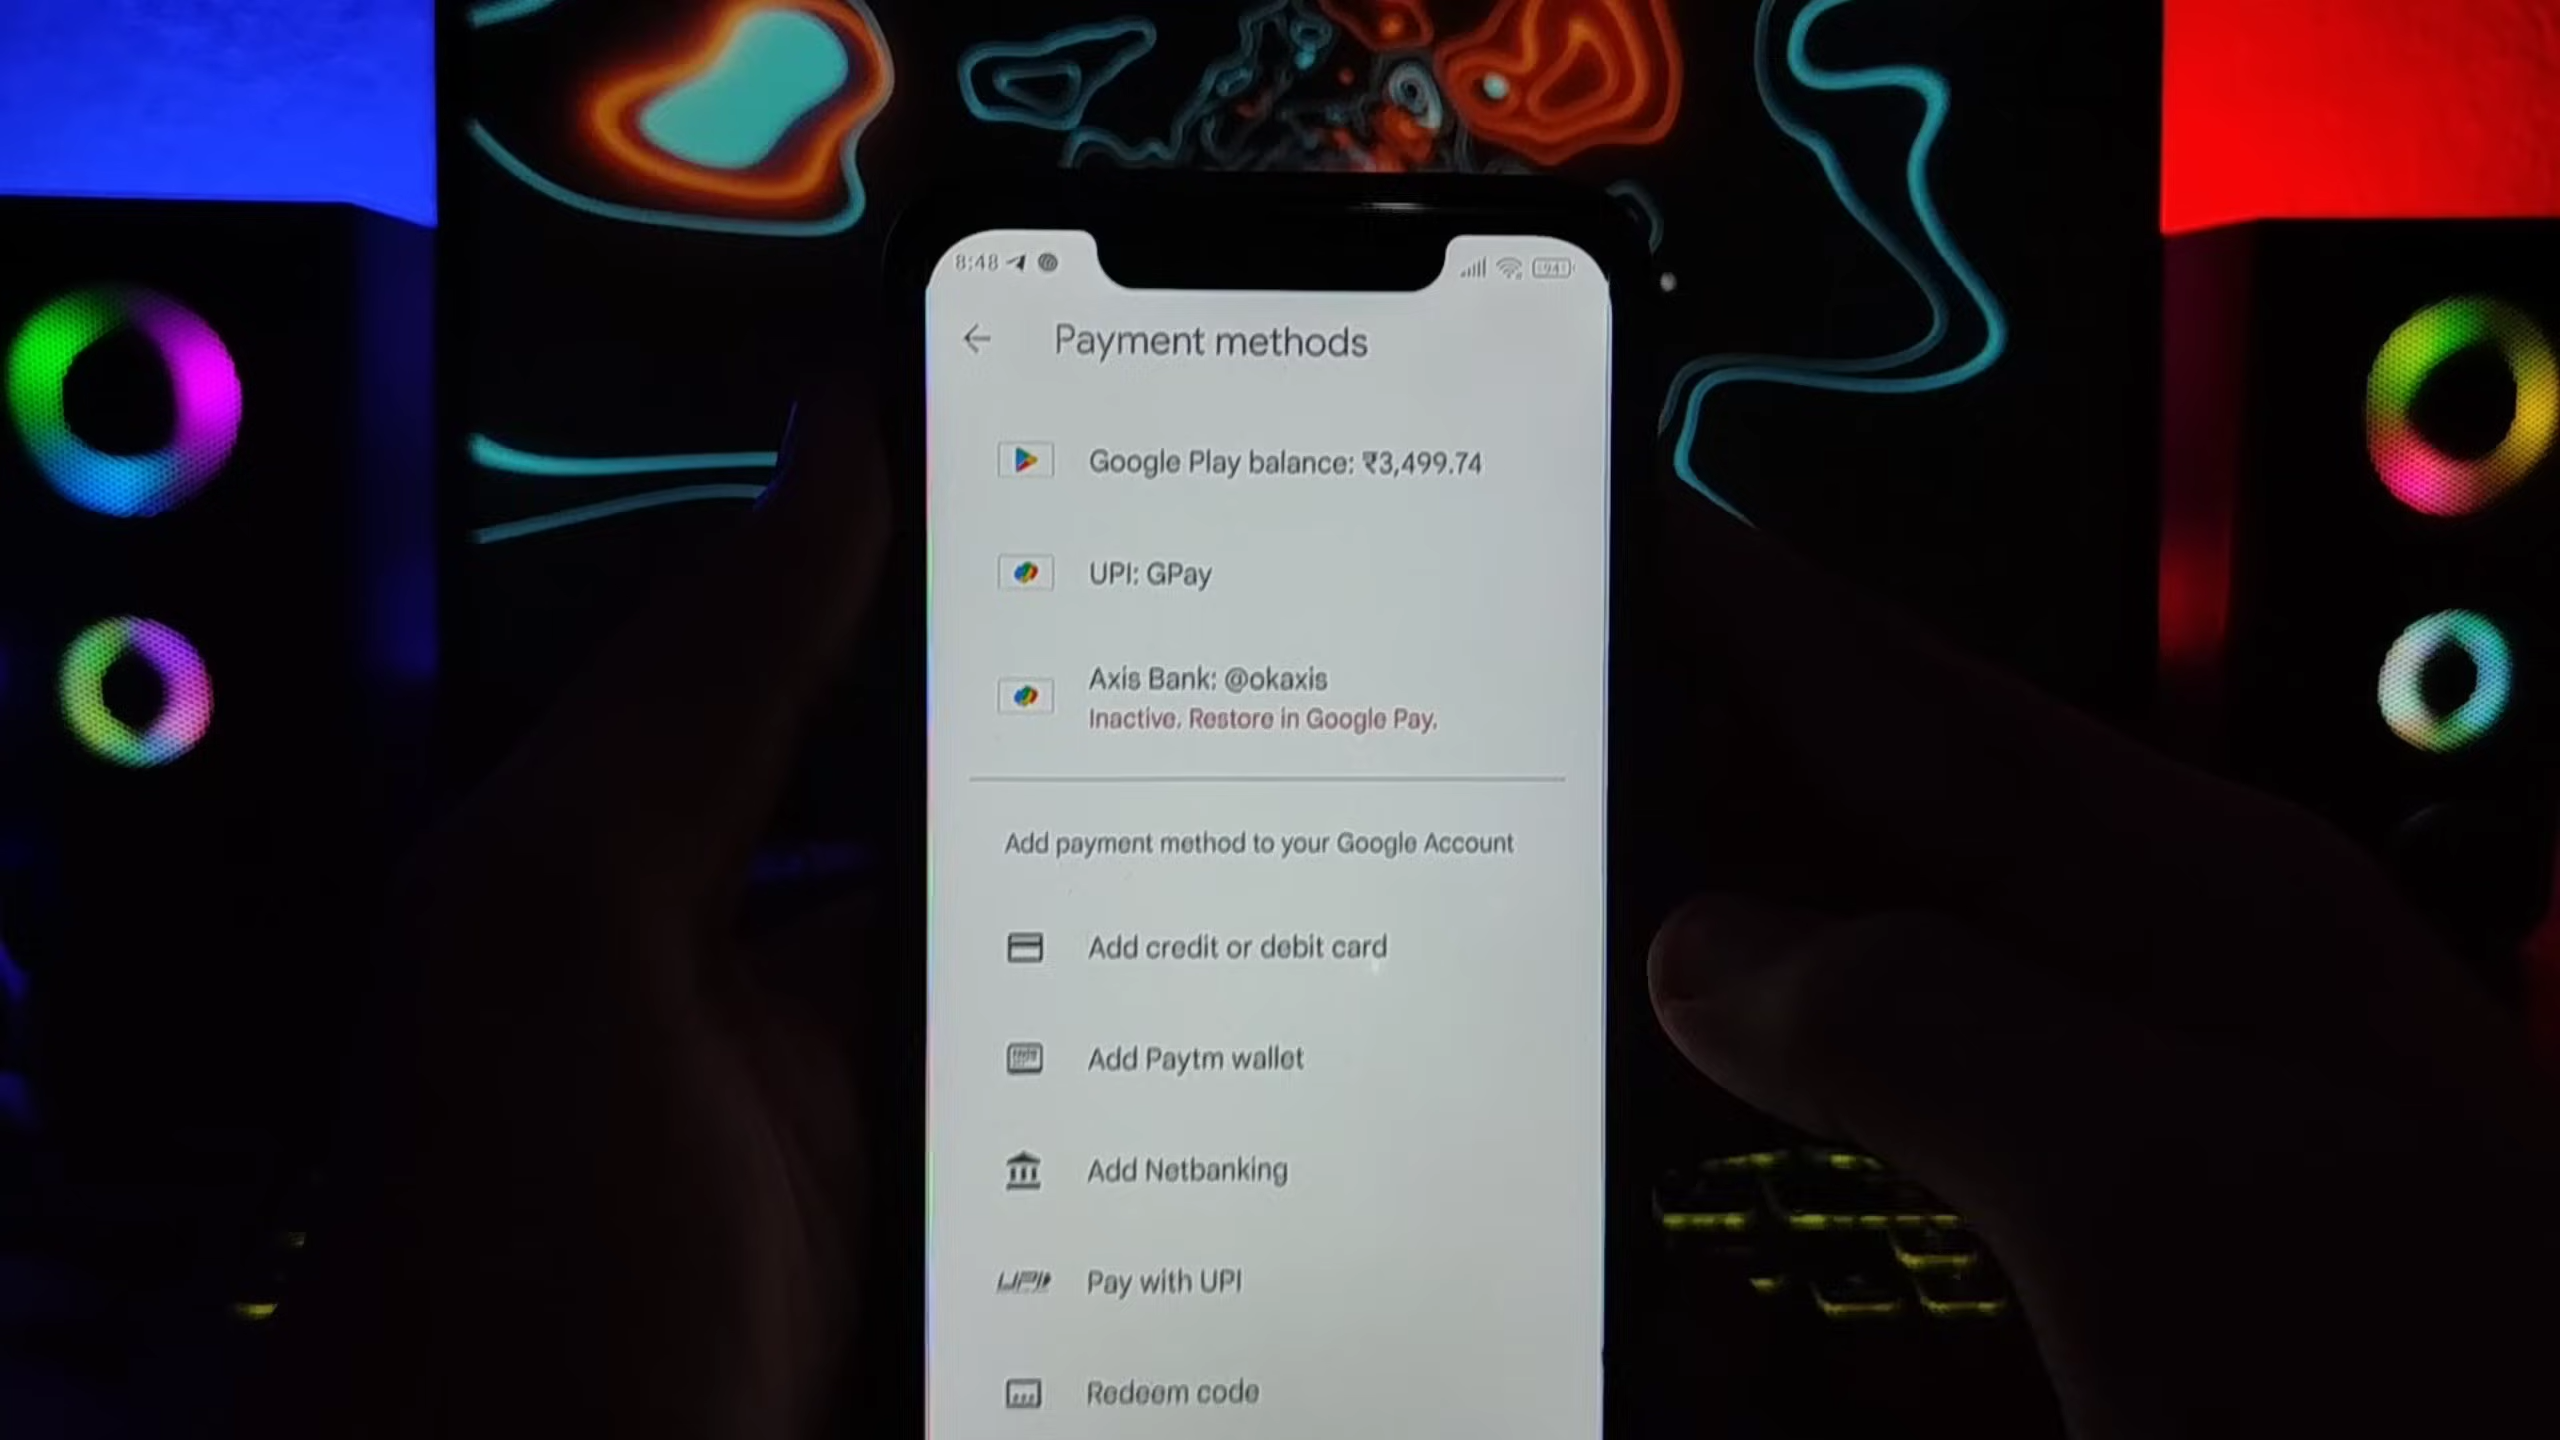 8:48
94
Payment methods
Google Play balance: ₹3,499.74
UPI: GPay
Axis Bank: @okaxis
Inactive. Restore in Google Pay.
Add payment method to your Google Account
Add credit or debit card
Add Paytm wallet
Add Netbanking
UPI
Pay with UPI
Redeem code